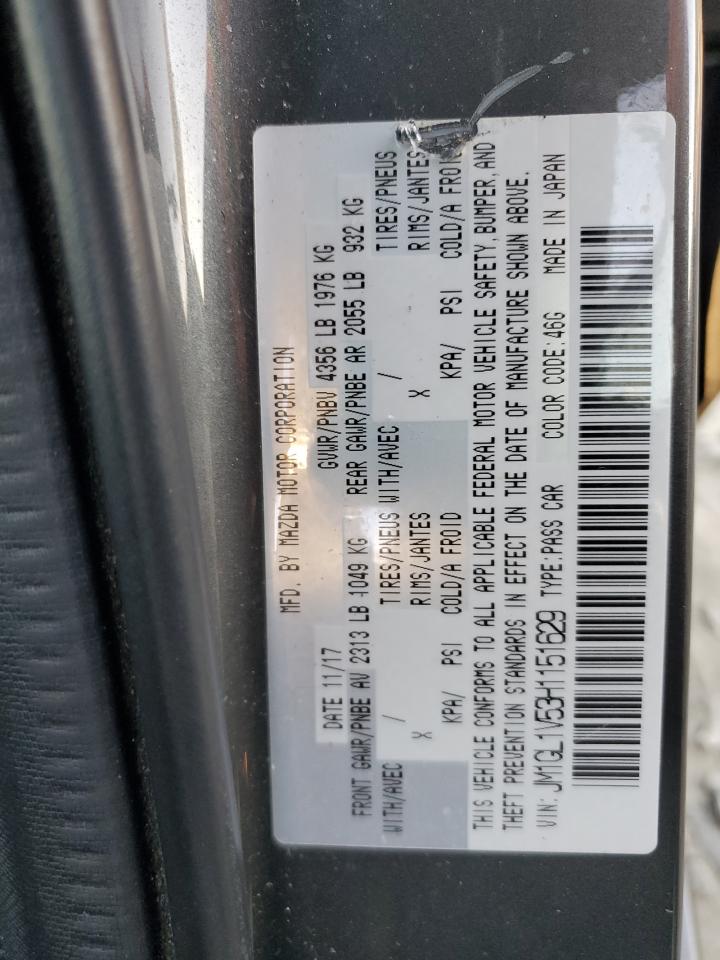 MFD. BY MAZDA MOTOR CORPORATION
DATE 11/17 GVWR/PNBV 4356 LB 1976 KG
FRONT GAWR/PNBE AV 2313 LB 1049 KG REAR GAWR/PNBE AR 2055 LB 932 KG
WITH/AVEC / TIRES/PNEUS WITH/AVEC / TIRES/PNEUS
X RIMS/JANTES X RIMS/JANTES
KPA/ PSI COLD/A FROID KPA/ PSI COLD/A FROID
THIS VEHICLE CONFORMS TO ALL APPLICABLE FEDERAL MOTOR VEHICLE SAFETY, BUMPER, AND
THEFT PREVENTION STANDARDS IN EFFECT ON THE DATE OF MANUFACTURE SHOWN ABOVE.
VIN: JM1GL1V53H1151629 TYPE:PASS CAR COLOR CODE:46G MADE IN JAPAN